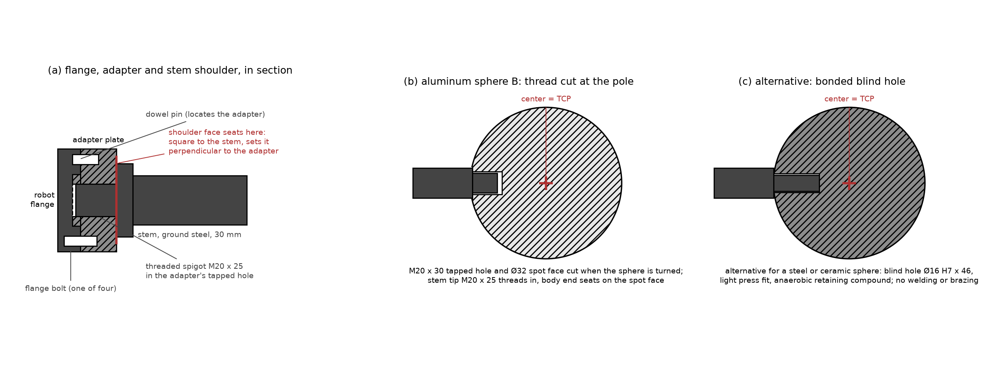 (a) flange, adapter and stem shoulder, in section
dowel pin (locates the adapter)
shoulder face seats here:
square to the stem, sets it
perpendicular to the adapter
adapter plate
robot
flange
stem, ground steel, 30 mm
threaded spigot M20 x 25
in the adapter's tapped hole
flange bolt (one of four)
(b) aluminum sphere B: thread cut at the pole
center = TCP
M20 x 30 tapped hole and Ø32 spot face cut when the sphere is turned;
stem tip M20 x 25 threads in, body end seats on the spot face
(c) alternative: bonded blind hole
center = TCP
alternative for a steel or ceramic sphere: blind hole Ø16 H7 x 46,
light press fit, anaerobic retaining compound; no welding or brazing